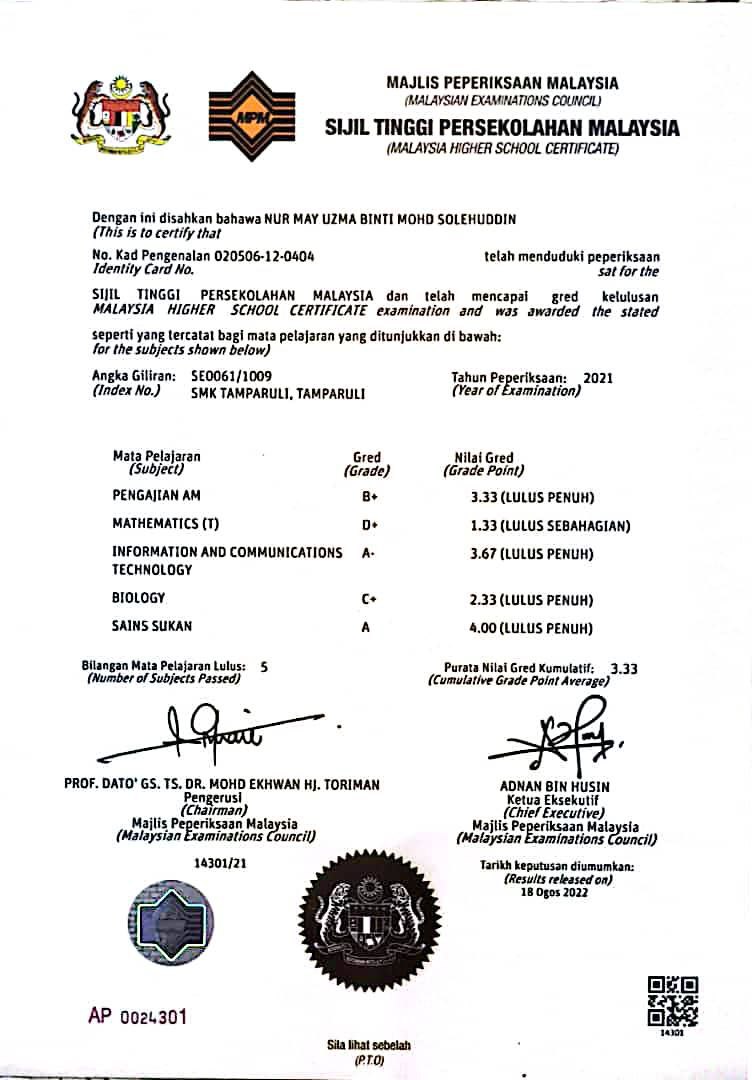 MPM
MAJLIS PEPERIKSAAN MALAYSIA
(MALAYSIAN EXAMINATIONS COUNCIL)
SIJIL TINGGI PERSEKOLAHAN MALAYSIA
(MALAYSIA HIGHER SCHOOL CERTIFICATE)
Dengan ini disahkan bahawa NUR MAY UZMA BINTI MOHD SOLEHUDDIN
(This is to certify that
No. Kad Pengenalan 020506-12-0404 telah menduduki peperiksaan
Identity Card No. sat for the
SIJIL TINGGI PERSEKOLAHAN MALAYSIA dan telah mencapai gred kelulusan
MALAYSIA HIGHER SCHOOL CERTIFICATE examination and was awarded the stated
seperti yang tercatat bagi mata pelajaran yang ditunjukkan di bawah:
for the subjects shown below)
Angka Giliran: SE0061/1009 Tahun Peperiksaan: 2021
(Index No.) SMK TAMPARULI, TAMPARULI (Year of Examination)
Mata Pelajaran Gred Nilai Gred
(Subject) (Grade) (Grade Point)
PENGAJIAN AM B+ 3.33 (LULUS PENUH)
MATHEMATICS (T) D+ 1.33 (LULUS SEBAHAGIAN)
INFORMATION AND COMMUNICATIONS A- 3.67 (LULUS PENUH)
TECHNOLOGY
BIOLOGY C+ 2.33 (LULUS PENUH)
SAINS SUKAN A 4.00 (LULUS PENUH)
Bilangan Mata Pelajaran Lulus: 5 Purata Nilai Gred Kumulatif: 3.33
(Number of Subjects Passed) (Cumulative Grade Point Average)
PROF. DATO' GS. TS. DR. MOHD EKHWAN HJ. TORIMAN ADNAN BIN HUSIN
Pengerusi Ketua Eksekutif
(Chairman) (Chief Executive)
Majlis Peperiksaan Malaysia Majlis Peperiksaan Malaysia
(Malaysian Examinations Council) (Malaysian Examinations Council)
14301/21 Tarikh keputusan diumumkan:
(Results released on)
18 Ogos 2022
AP 0024301
14301
Sila lihat sebelah
(P.T.O)